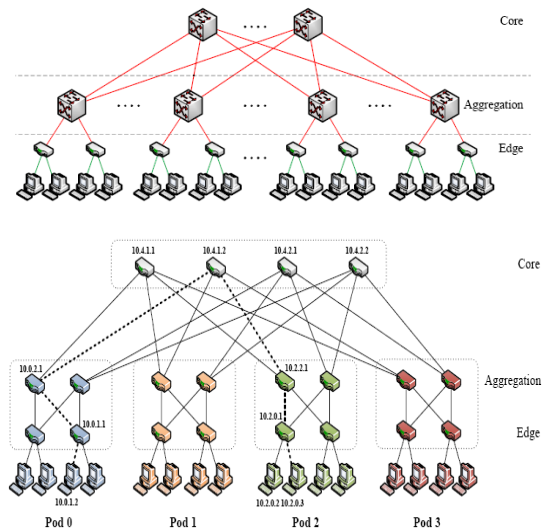 Core
Aggregation
Edge
10.4.1.1 10.4.1.2 10.4.2.1 10.4.2.2
Core
10.0.2.1 10.2.2.1
Aggregation
10.0.1.1 10.2.0.1
Edge
10.0.1.2 10.2.0.2 10.2.0.3
Pod 0 Pod 1 Pod 2 Pod 3